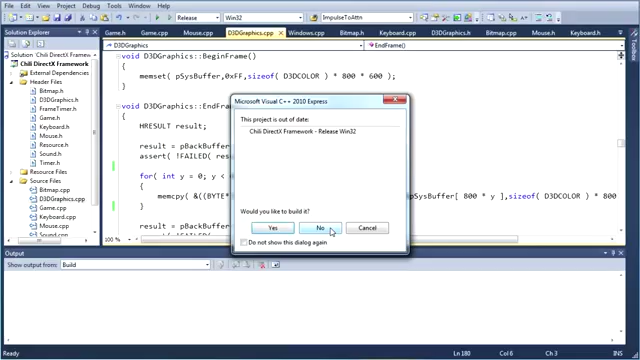 File Edit View Project Debug Tools Window Help
Release Win32 ImpulseToAttn
Solution Explorer
Game.h Game.cpp Mouse.cpp D3DGraphics.cpp Windows.cpp Bitmap.h Keyboard.h D3DGraphics.h Mouse.h Keyboard.cpp
D3DGraphics EndFrame()
Solution 'Chili DirectX Framework
Chili DirectX Framework
External Dependencies
Header Files
Bitmap.h
D3DGraphics.h
FrameTimer.h
Game.h
Keyboard.h
Mouse.h
Resource.h
Sound.h
Timer.h
Resource Files
Source Files
Bitmap.cpp
D3DGraphics.cpp
Game.cpp
Keyboard.cpp
Mouse.cpp
Sound.cpp
void D3DGraphics::BeginFrame()
{
memset( pSysBuffer,0xFF,sizeof( D3DCOLOR ) * 800 * 600 );
}
void D3DGraphics::EndFram
{
HRESULT result;
result = pBackBuffer
assert( !FAILED( res
for( int y = 0; y <
{
memcpy( &((BYTE*
pSysBuffer[ 800 * y ],sizeof( D3DCOLOR ) * 800
}
result = pBackBuffer
100 %
Microsoft Visual C++ 2010 Express
This project is out of date:
Chili DirectX Framework - Release Win32
Would you like to build it?
Yes No Cancel
Do not show this dialog again
Output
Show output from: Build
Ready Ln 180 Col 6 Ch 3 INS